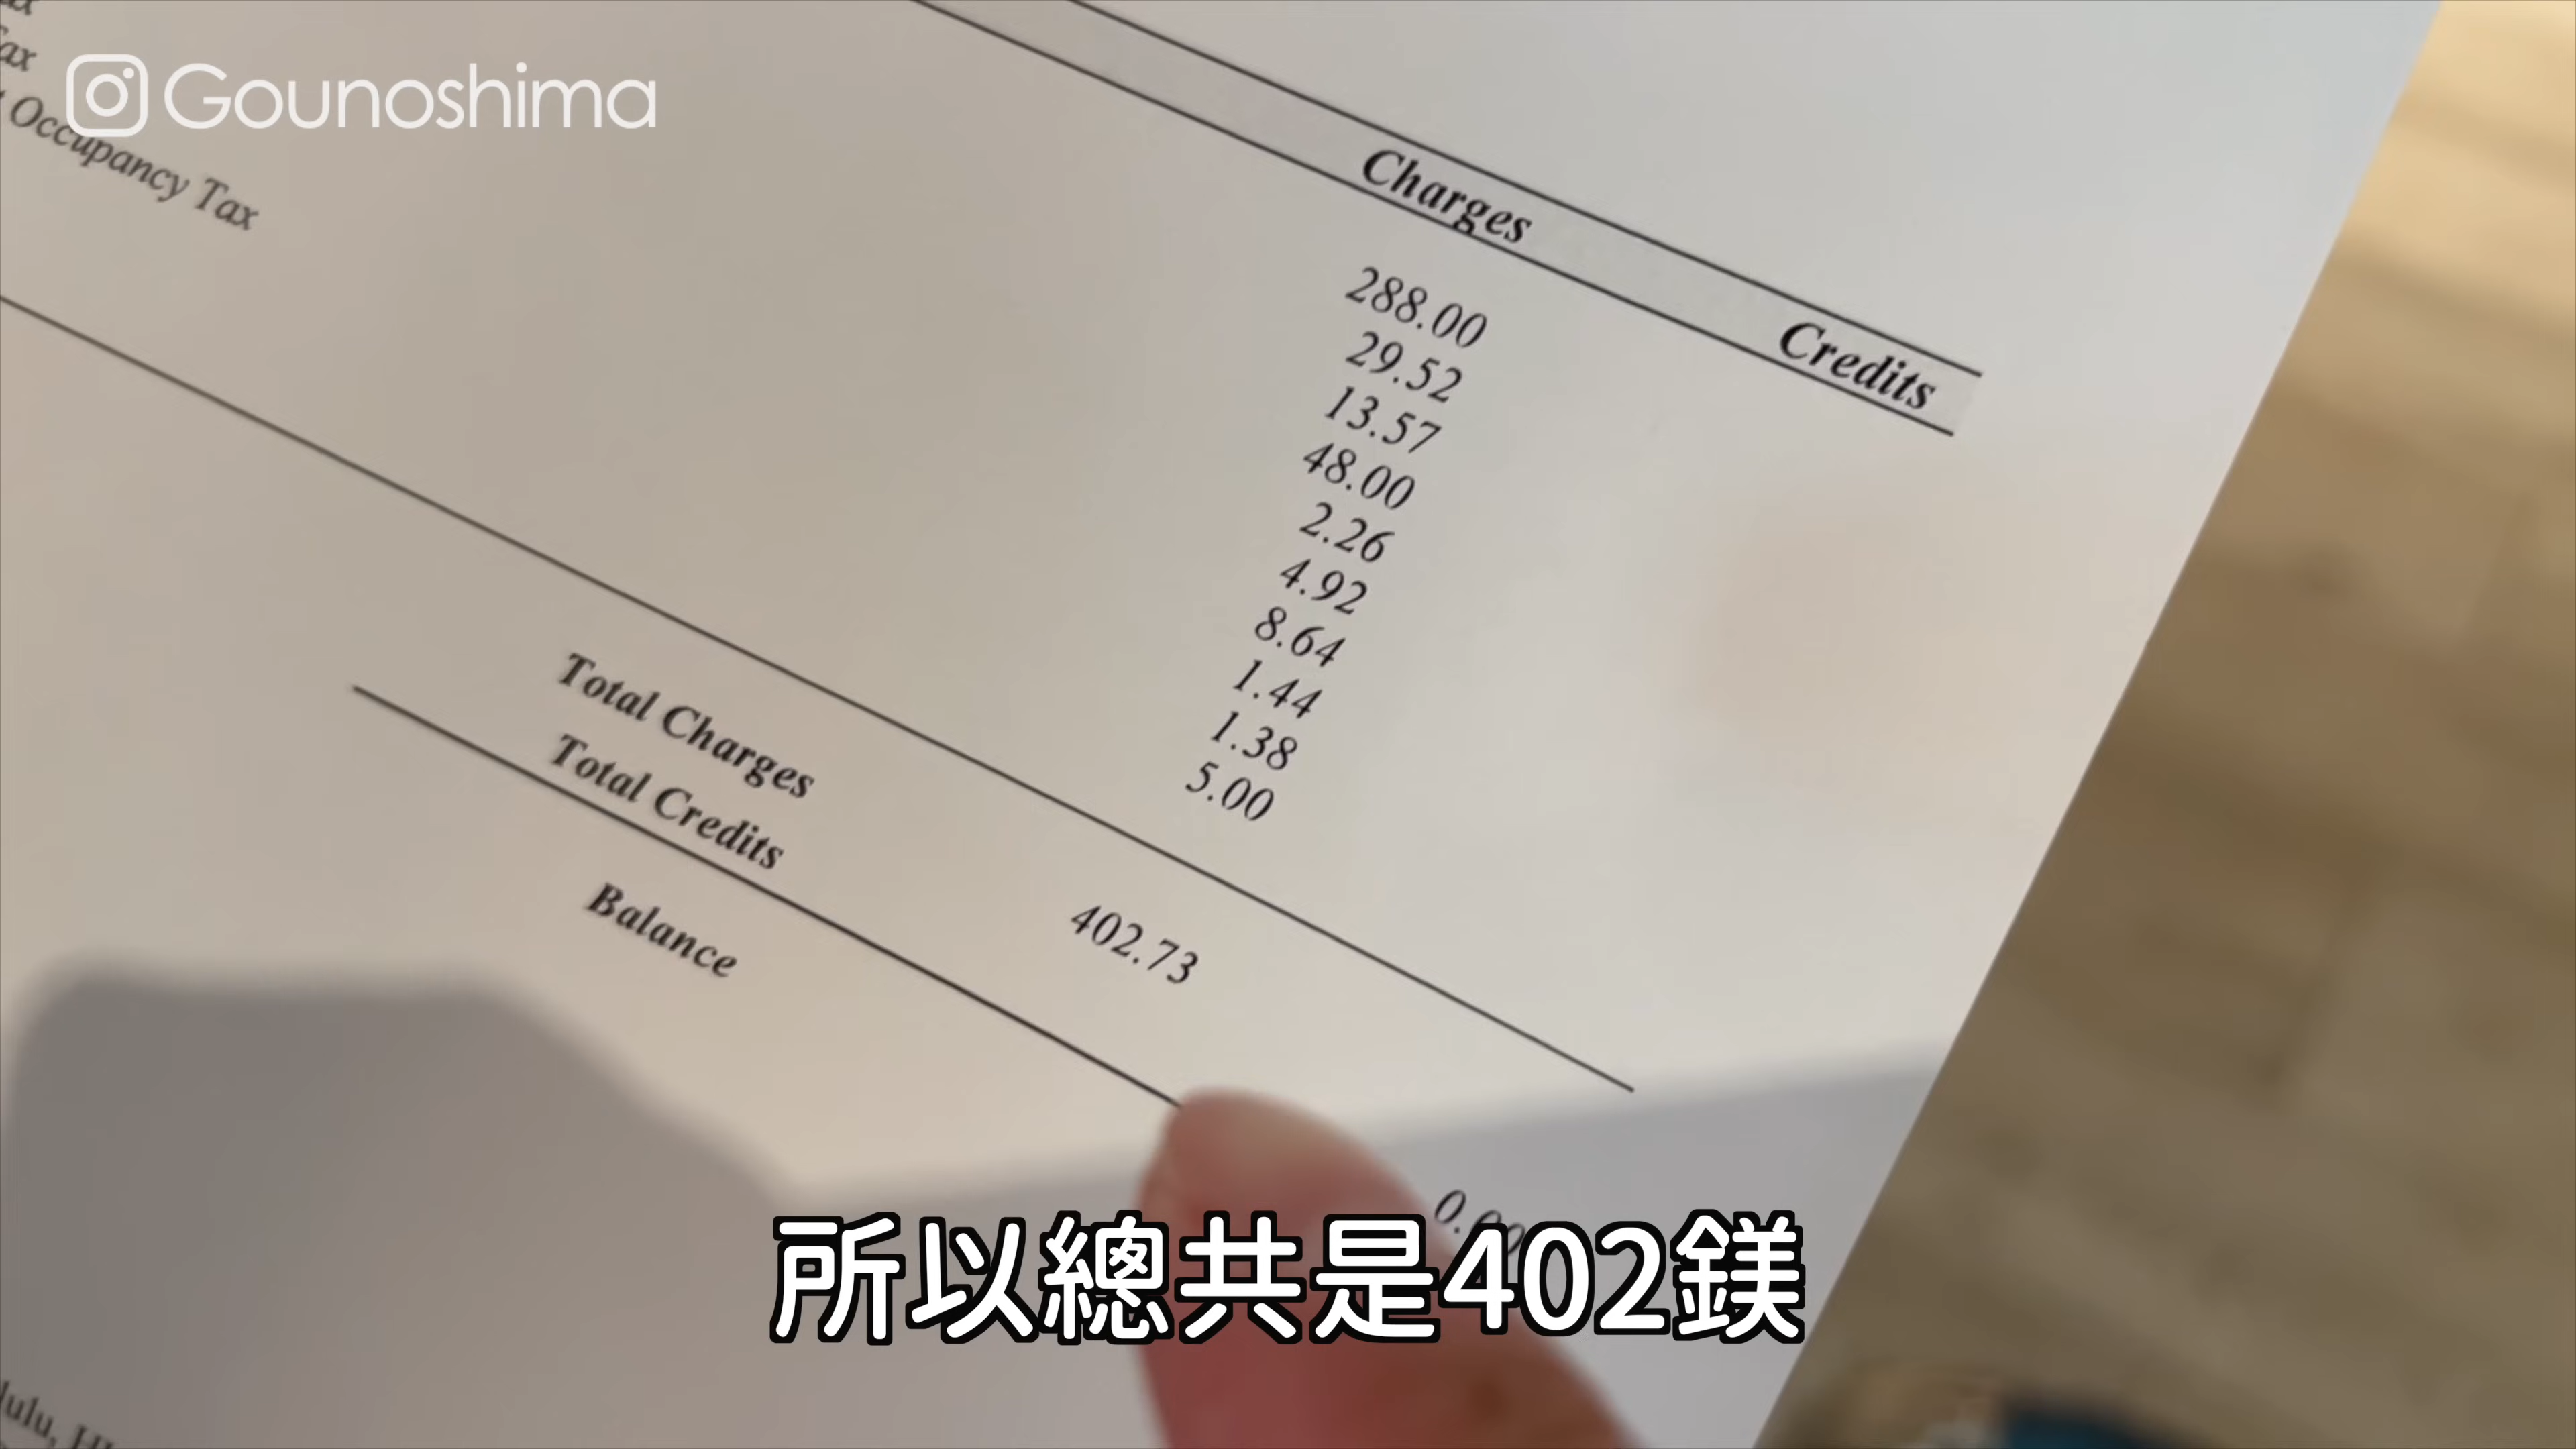 Gounoshima
Occupancy Tax
Charges
Credits
288.00
29.52
13.57
48.00
2.26
4.92
8.64
1.44
1.38
5.00
Total Charges
402.73
Total Credits
Balance
所以總共是402鎂